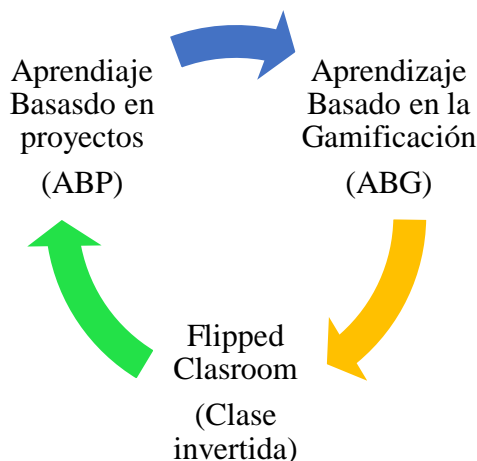 Aprendiaje
Basasdo en
proyectos
(ABP)
Aprendizaje
Basado en la
Gamificación
(ABG)
Flipped
Clasroom
(Clase
invertida)